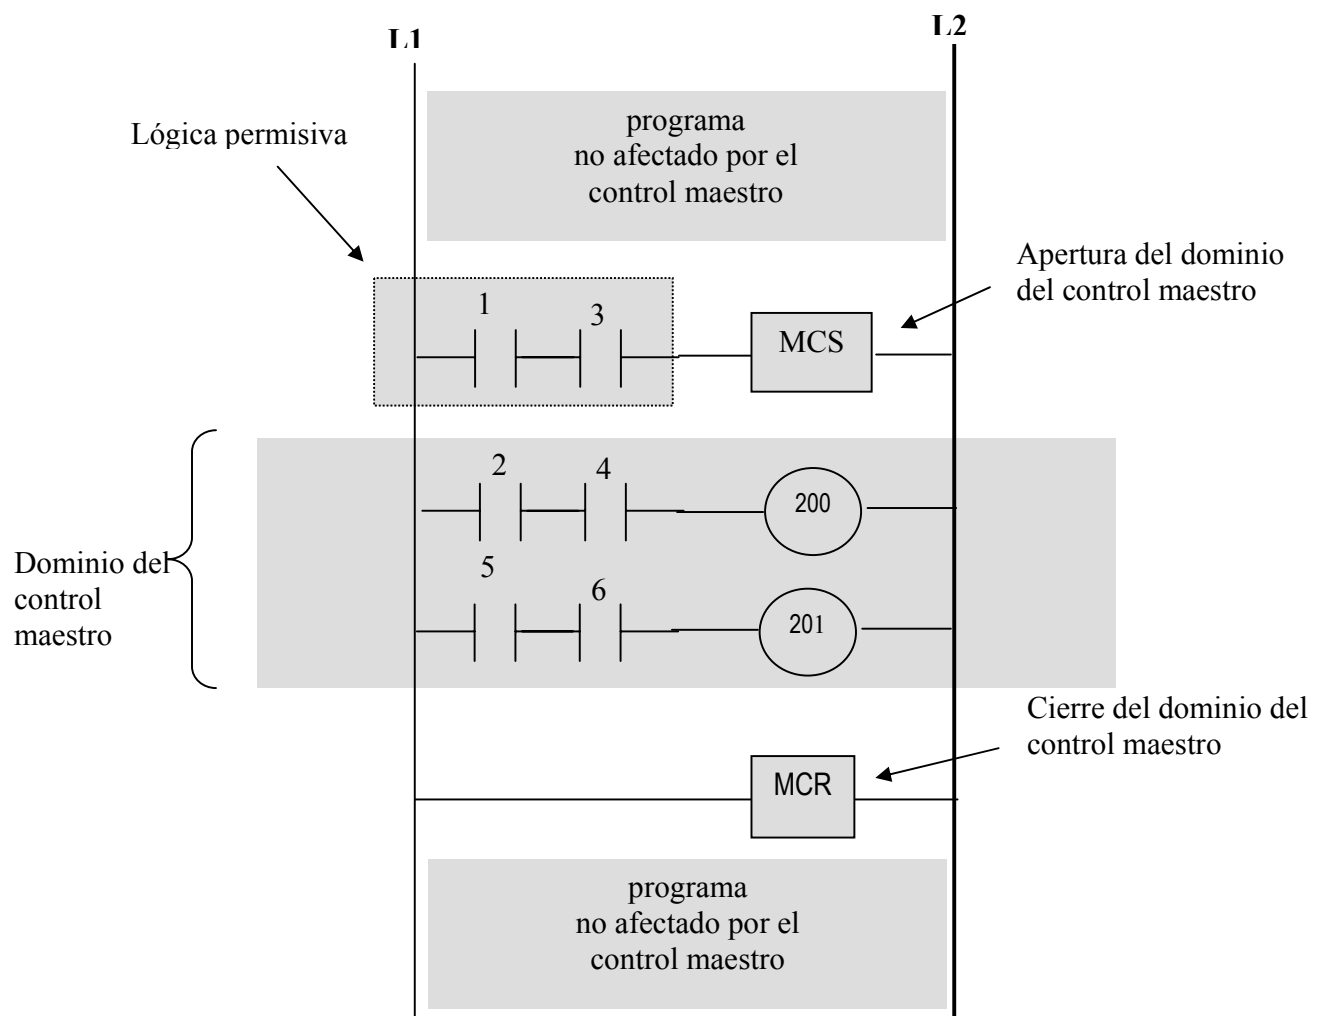 L1
L2
programa
no afectado por el
control maestro
Lógica permisiva
Apertura del dominio
del control maestro
1
3
MCS
2
4
200
Dominio del
control
maestro
5
6
201
Cierre del dominio del
control maestro
MCR
programa
no afectado por el
control maestro